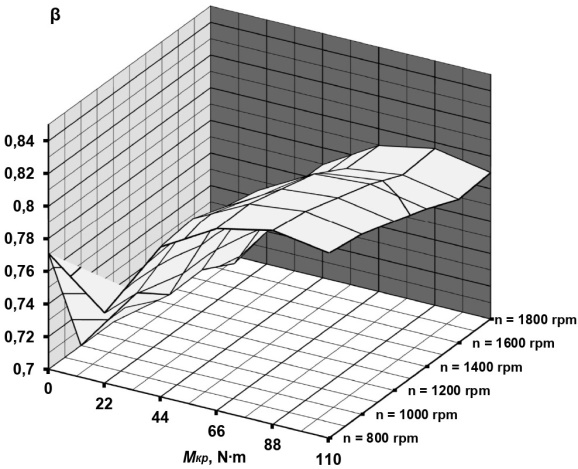 β
0,84
0,82
0,8
0,78
0,76
0,74
0,72
0,7
0
22
44
66
88
110
Mкр, N·m
n = 1800 rpm
n = 1600 rpm
n = 1400 rpm
n = 1200 rpm
n = 1000 rpm
n = 800 rpm